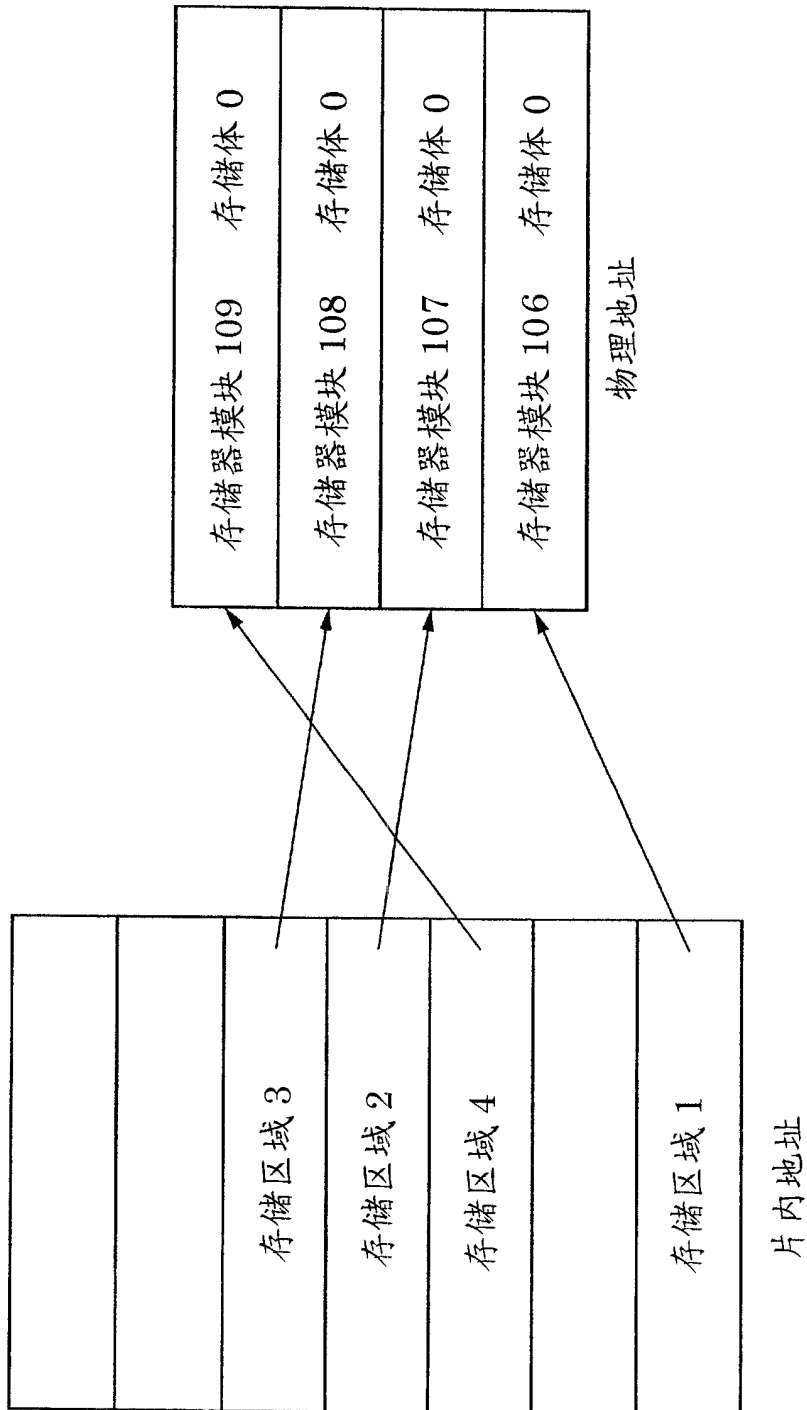 存储区域 3
存储区域 2
存储区域 4
存储区域 1
片内地址
存储器模块 109 存储体 0
存储器模块 108 存储体 0
存储器模块 107 存储体 0
存储器模块 106 存储体 0
物理地址